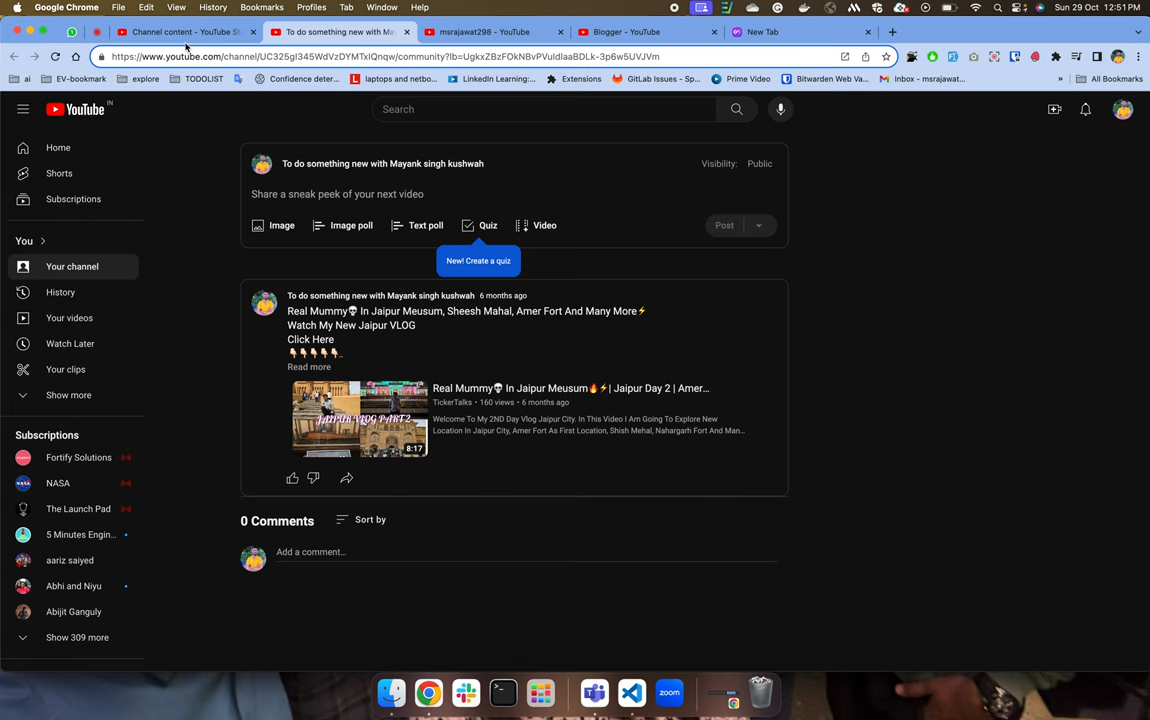 Google Chrome File Edit View History Bookmarks Profiles Tab Window Help Sun 29 Oct 12:51 PM
Channel content - YouTube St To do something new with Ma msrajawat298 - YouTube Blogger - YouTube New Tab
https://www.youtube.com/channel/UC325gI345WdVzDYMTxIQnqw/community?lb=UgkxZBzFOkNBvPVuIdIaaBDLk-3p6w5UVJVm
ai EV-bookmark explore TODOLIST Confidence deter... laptops and netbo... LinkedIn Learning:... Extensions GitLab Issues - Sp... Prime Video Bitwarden Web Va... Inbox - msrajawat... » All Bookmarks
YouTube IN
Search
Home
Shorts
Subscriptions
You
Your channel
History
Your videos
Watch Later
Your clips
Show more
Subscriptions
Fortify Solutions
NASA
The Launch Pad
5 Minutes Engin...
aariz saiyed
Abhi and Niyu
Abijit Ganguly
Show 309 more
To do something new with Mayank singh kushwah Visibility: Public
Share a sneak peek of your next video
Image Image poll Text poll Quiz Video Post
New! Create a quiz
To do something new with Mayank singh kushwah 6 months ago
Real Mummy💀 In Jaipur Meusum, Sheesh Mahal, Amer Fort And Many More⚡
Watch My New Jaipur VLOG
Click Here
👇🏻👇🏻👇🏻👇🏻👇🏻..
Read more
JAIPUR VLOG PART2
8:17
Real Mummy💀 In Jaipur Meusum🔥⚡| Jaipur Day 2 | Amer...
TickerTalks • 160 views • 6 months ago
Welcome To My 2ND Day Vlog Jaipur City. In This Video I Am Going To Explore New
Location In Jaipur City, Amer Fort As First Location, Shish Mehal, Nahargarh Fort And Man...
0 Comments Sort by
Add a comment...
zoom